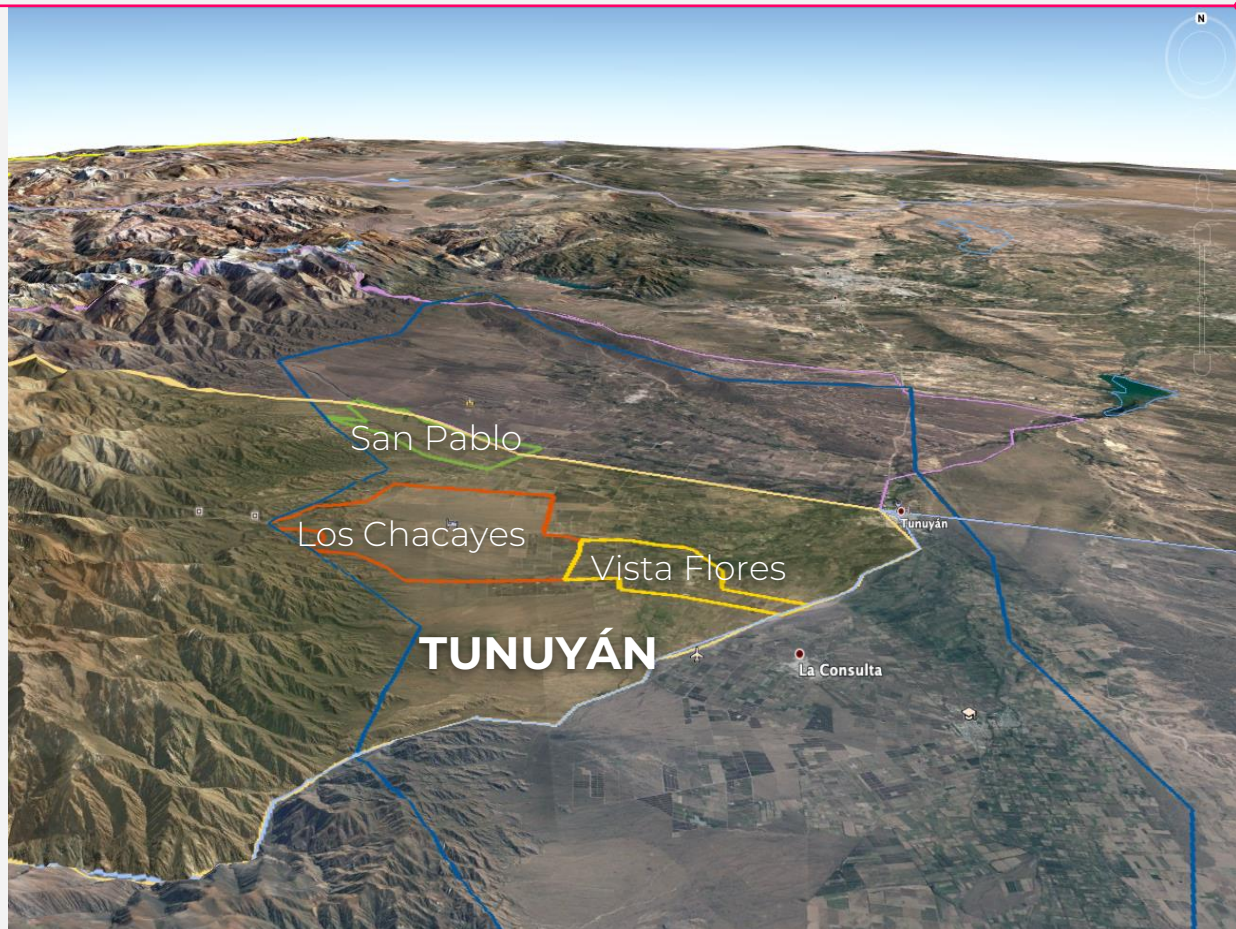 N
San Pablo
Los Chacayes
Tunuyán
Vista Flores
TUNUYÁN
La Consulta